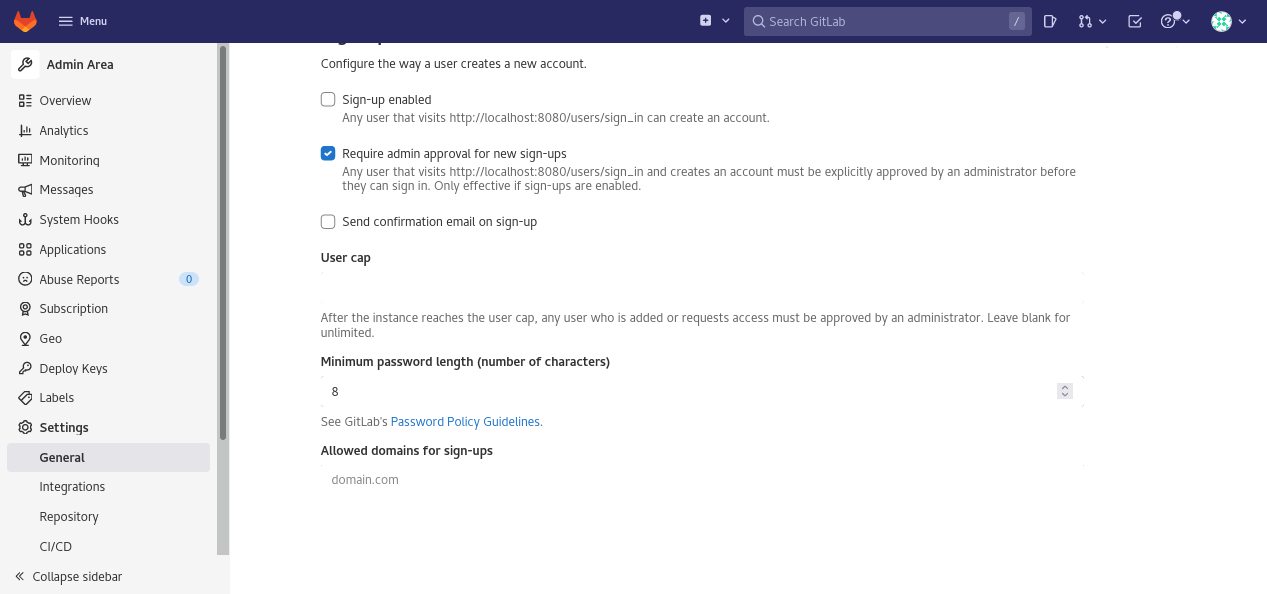 Menu
Search GitLab
/
Admin Area
Overview
Analytics
Monitoring
Messages
System Hooks
Applications
Abuse Reports 0
Subscription
Geo
Deploy Keys
Labels
Settings
General
Integrations
Repository
CI/CD
Collapse sidebar
Configure the way a user creates a new account.
Sign-up enabled
Any user that visits http://localhost:8080/users/sign_in can create an account.
Require admin approval for new sign-ups
Any user that visits http://localhost:8080/users/sign_in and creates an account must be explicitly approved by an administrator before
they can sign in. Only effective if sign-ups are enabled.
Send confirmation email on sign-up
User cap
After the instance reaches the user cap, any user who is added or requests access must be approved by an administrator. Leave blank for
unlimited.
Minimum password length (number of characters)
8
See GitLab's Password Policy Guidelines.
Allowed domains for sign-ups
domain.com